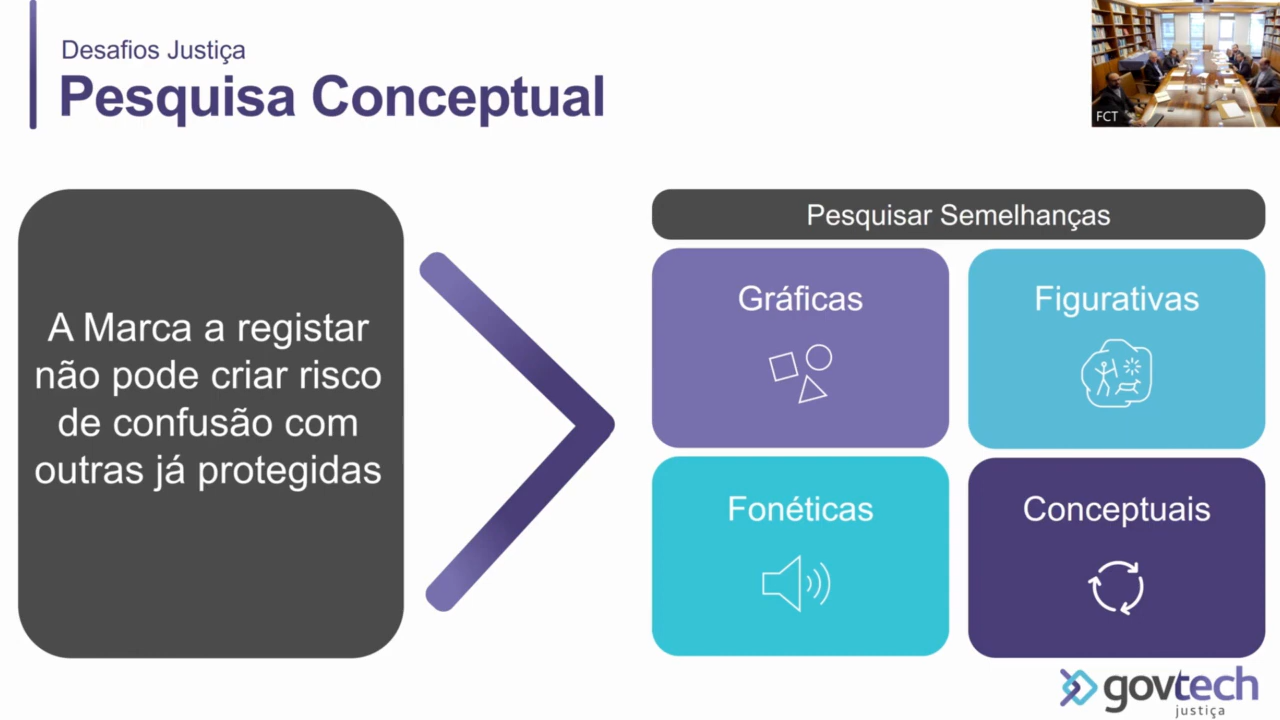 Desafios Justiça
Pesquisa Conceptual
FCT
A Marca a registar
não pode criar risco
de confusão com
outras já protegidas
Pesquisar Semelhanças
Gráficas
Figurativas
Fonéticas
Conceptuais
govtech
justiça